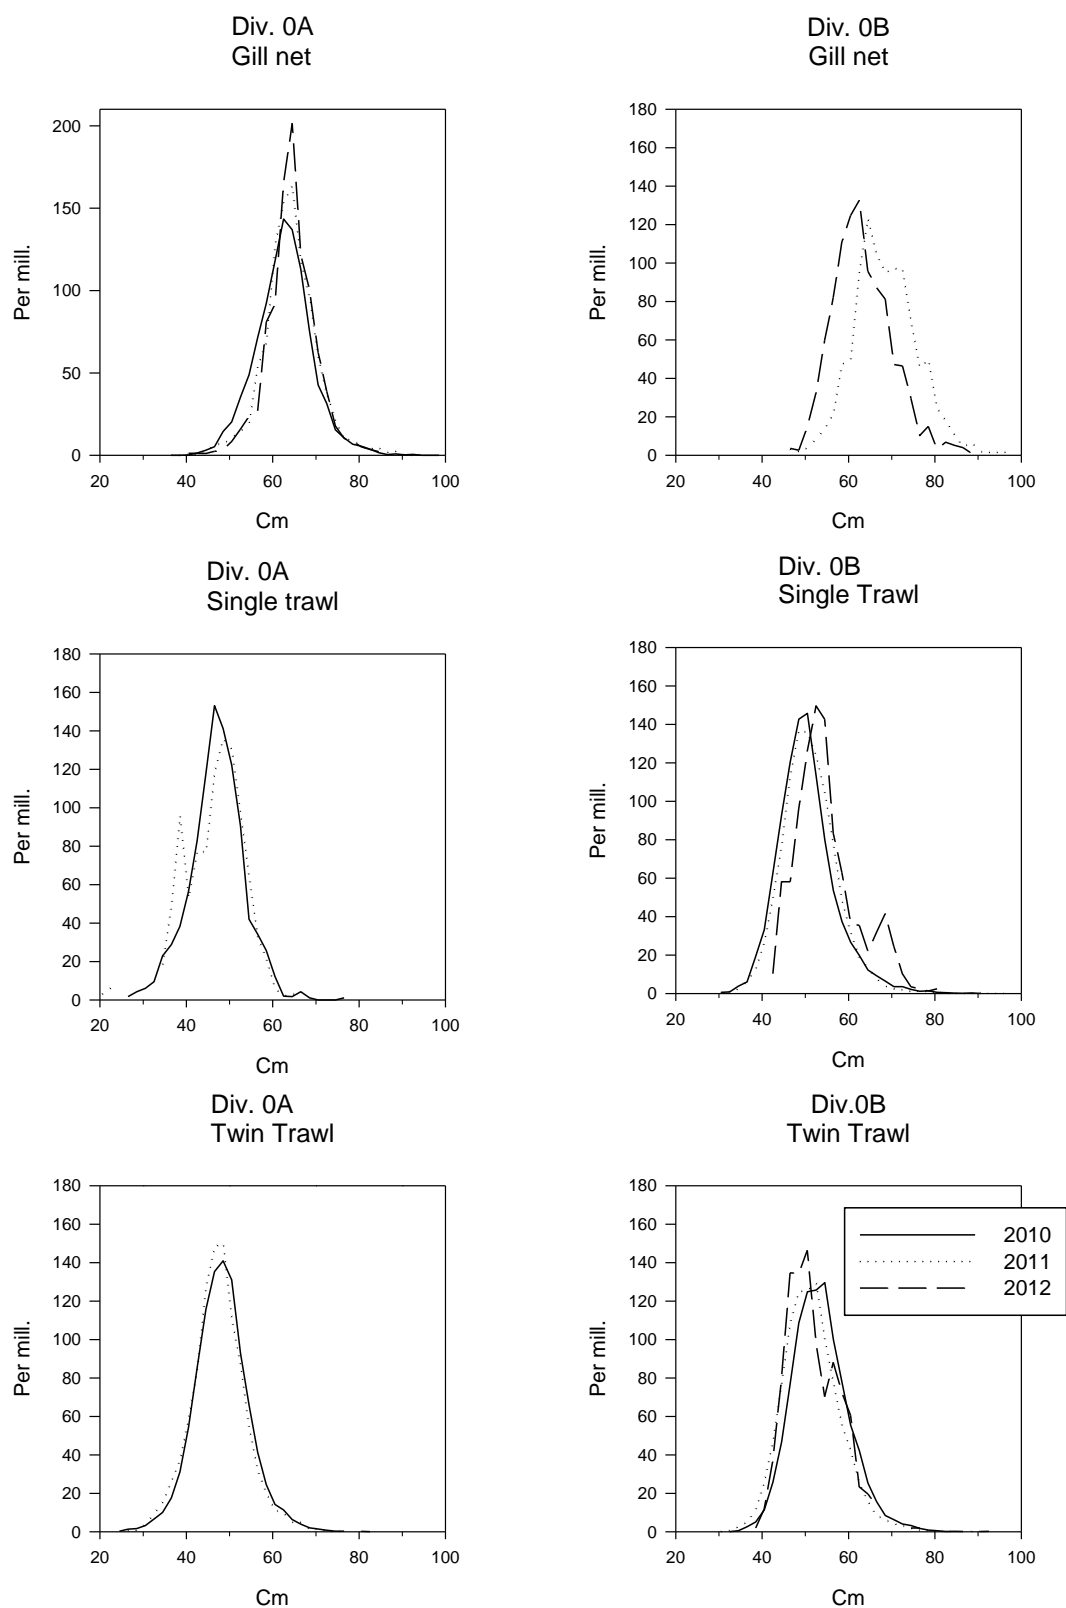 Div. 0A
Gill net
200
150
100
50
0
Per mill.
20 40 60 80 100
Cm
Div. 0B
Gill net
180
160
140
120
100
80
60
40
20
0
Per mill.
20 40 60 80 100
Cm
Div. 0A
Single trawl
180
160
140
120
100
80
60
40
20
0
Per mill.
20 40 60 80 100
Cm
Div. 0B
Single Trawl
180
160
140
120
100
80
60
40
20
0
Per mill.
20 40 60 80 100
Cm
Div. 0A
Twin Trawl
180
160
140
120
100
80
60
40
20
0
Per mill.
20 40 60 80 100
Cm
Div.0B
Twin Trawl
180
160
140
120
100
80
60
40
20
0
Per mill.
20 40 60 80 100
Cm
2010
2011
2012